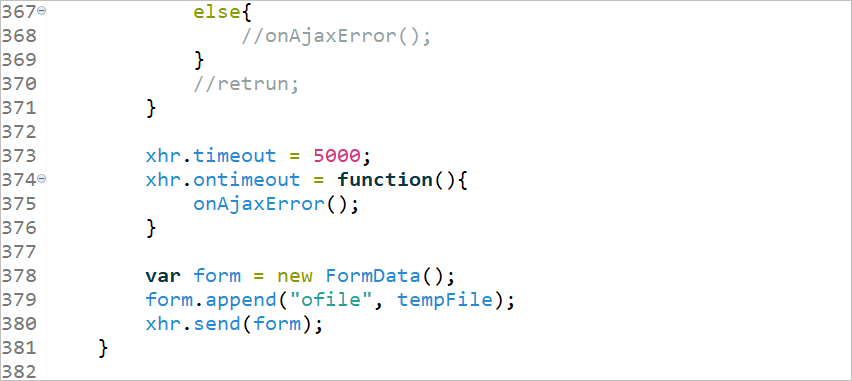 367 else{
368 //onAjaxError();
369 }
370 //retrun;
371 }
372
373 xhr.timeout = 5000;
374 xhr.ontimeout = function(){
375 onAjaxError();
376 }
377
378 var form = new FormData();
379 form.append("ofile", tempFile);
380 xhr.send(form);
381 }
382